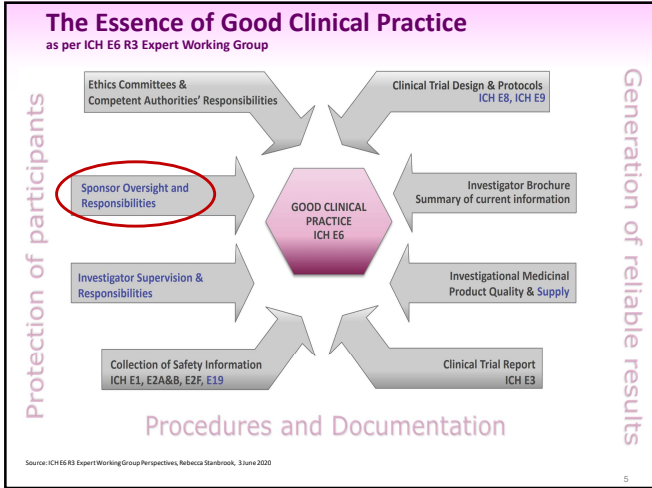 The Essence of Good Clinical Practice
as per ICH E6 R3 Expert Working Group
Protection of participants
Generation of reliable results
Ethics Committees &
Competent Authorities' Responsibilities
Clinical Trial Design & Protocols
ICH E8, ICH E9
Sponsor Oversight and
Responsibilities
GOOD CLINICAL
PRACTICE
ICH E6
Investigator Brochure
Summary of current information
Investigator Supervision &
Responsibilities
Investigational Medicinal
Product Quality & Supply
Collection of Safety Information
ICH E1, E2A&B, E2F, E19
Clinical Trial Report
ICH E3
Procedures and Documentation
Source: ICH E6 R3 Expert Working Group Perspectives, Rebecca Stanbrook, 3 June 2020
5